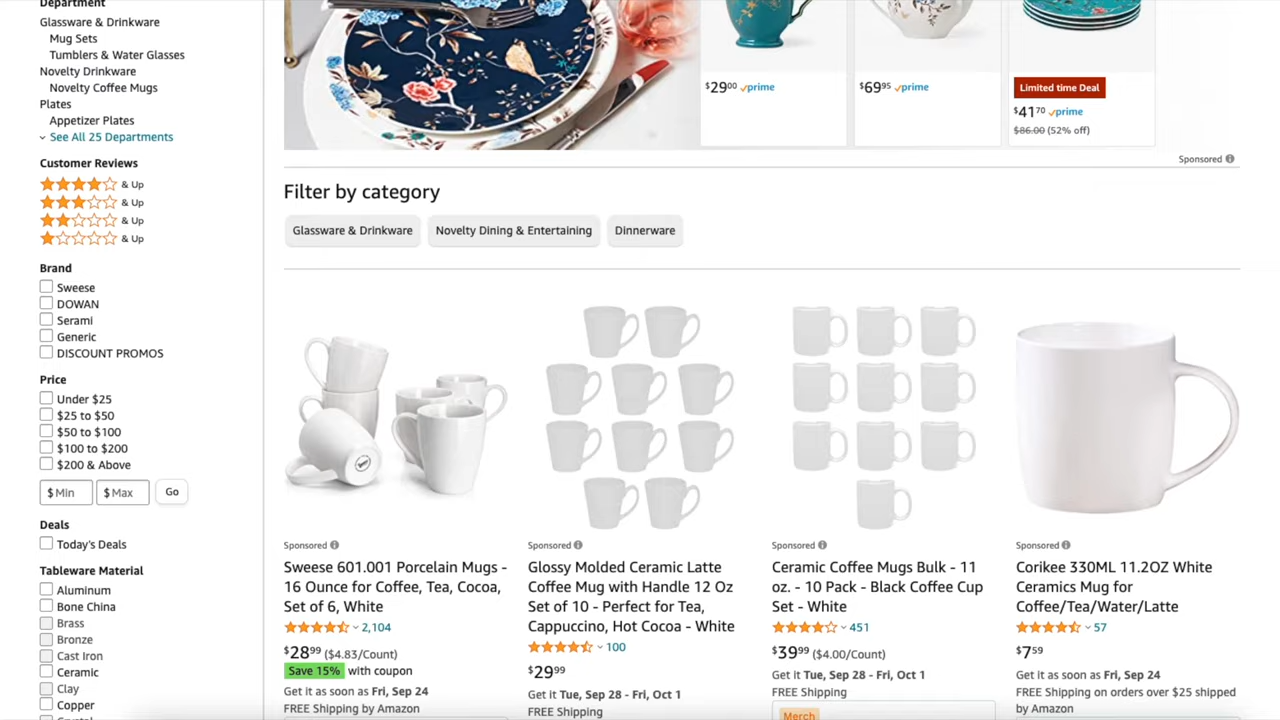 Department
Glassware & Drinkware
Mug Sets
Tumblers & Water Glasses
Novelty Drinkware
Novelty Coffee Mugs
Plates
Appetizer Plates
See All 25 Departments
Customer Reviews
& Up
& Up
& Up
& Up
Brand
Sweese
DOWAN
Serami
Generic
DISCOUNT PROMOS
Price
Under $25
$25 to $50
$50 to $100
$100 to $200
$200 & Above
$ Min $ Max Go
Deals
Today's Deals
Tableware Material
Aluminum
Bone China
Brass
Bronze
Cast Iron
Ceramic
Clay
Copper
Crystal
$29.00 prime
$69.95 prime
Limited time Deal
$41.70 prime
$86.00 (52% off)
Sponsored
Filter by category
Glassware & Drinkware Novelty Dining & Entertaining Dinnerware
Sponsored
Sweese 601.001 Porcelain Mugs -
16 Ounce for Coffee, Tea, Cocoa,
Set of 6, White
2,104
$28.99 ($4.83/Count)
Save 15% with coupon
Get it as soon as Fri, Sep 24
FREE Shipping by Amazon
Sponsored
Glossy Molded Ceramic Latte
Coffee Mug with Handle 12 Oz
Set of 10 - Perfect for Tea,
Cappuccino, Hot Cocoa - White
100
$29.99
Get it Tue, Sep 28 - Fri, Oct 1
FREE Shipping
Sponsored
Ceramic Coffee Mugs Bulk - 11
oz. - 10 Pack - Black Coffee Cup
Set - White
451
$39.99 ($4.00/Count)
Get it Tue, Sep 28 - Fri, Oct 1
FREE Shipping
Merch
Sponsored
Corikee 330ML 11.2OZ White
Ceramics Mug for
Coffee/Tea/Water/Latte
57
$7.59
Get it as soon as Fri, Sep 24
FREE Shipping on orders over $25 shipped
by Amazon